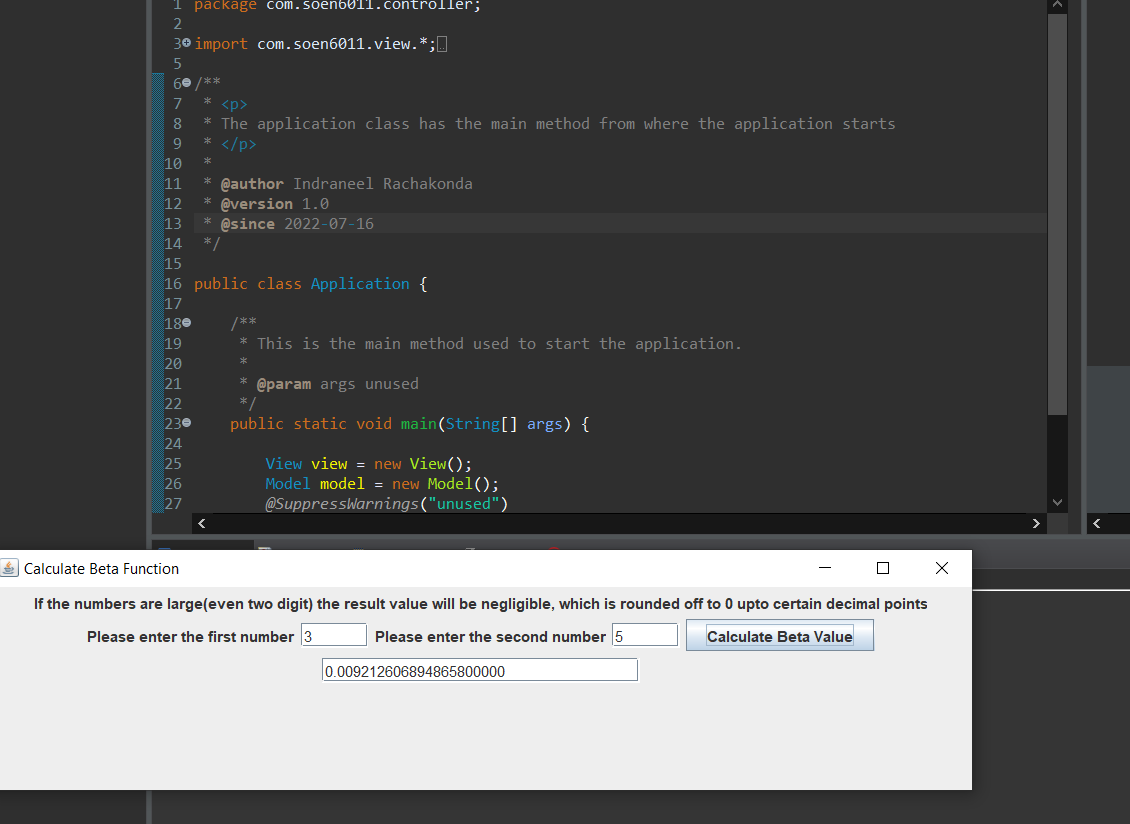 1 package com.soen6011.controller;
2
3 import com.soen6011.view.*;
5
6 /**
7 * <p>
8 * The application class has the main method from where the application starts
9 * </p>
10 *
11 * @author Indraneel Rachakonda
12 * @version 1.0
13 * @since 2022-07-16
14 */
15
16 public class Application {
17
18 /**
19 * This is the main method used to start the application.
20 *
21 * @param args unused
22 */
23 public static void main(String[] args) {
24
25 View view = new View();
26 Model model = new Model();
27 @SuppressWarnings("unused")
Calculate Beta Function
If the numbers are large(even two digit) the result value will be negligible, which is rounded off to 0 upto certain decimal points
Please enter the first number 3 Please enter the second number 5 Calculate Beta Value
0.009212606894865800000